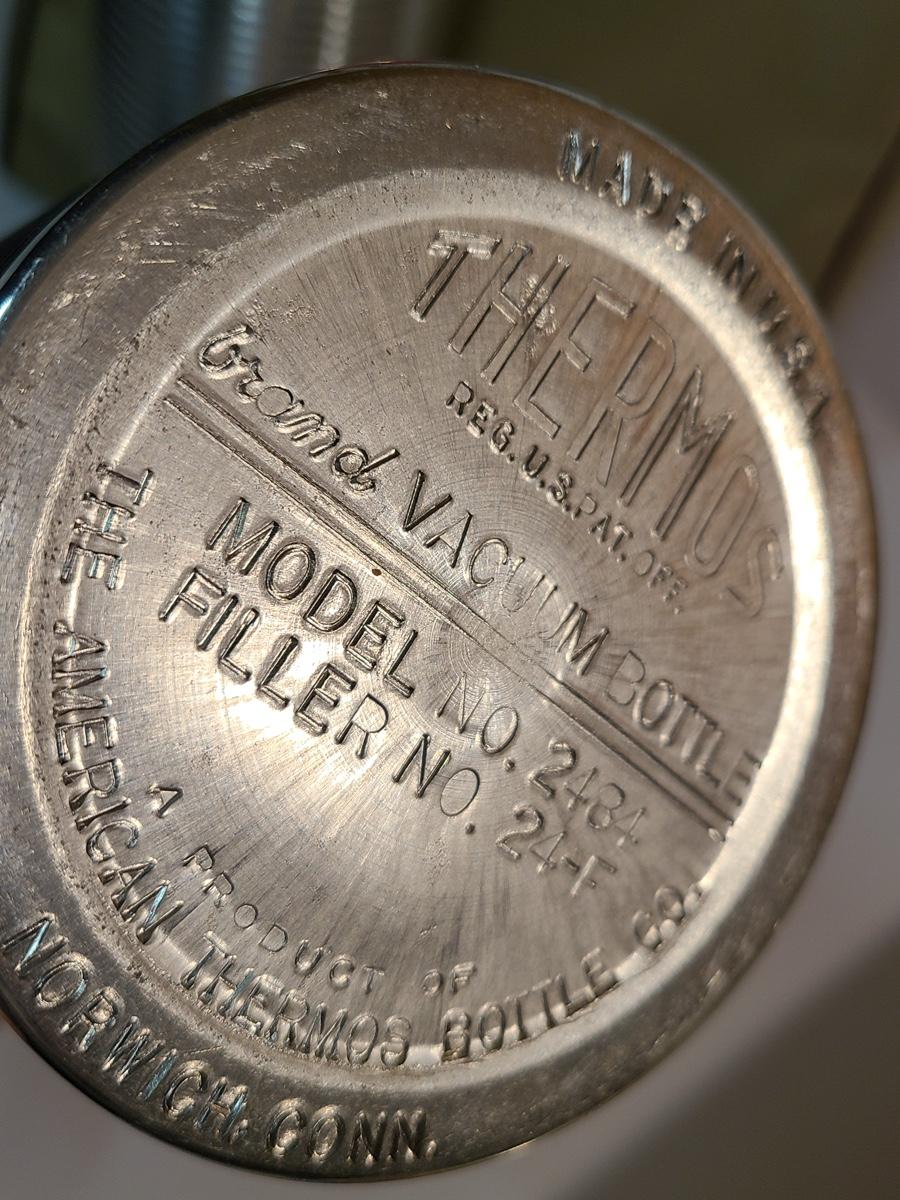 MADE IN U.S.A.
THERMOS
REG. U.S. PAT. OFF.
brand VACUUM BOTTLE
MODEL NO. 2484
FILLER NO. 24-F
A PRODUCT OF
THE AMERICAN THERMOS BOTTLE CO.
NORWICH, CONN.